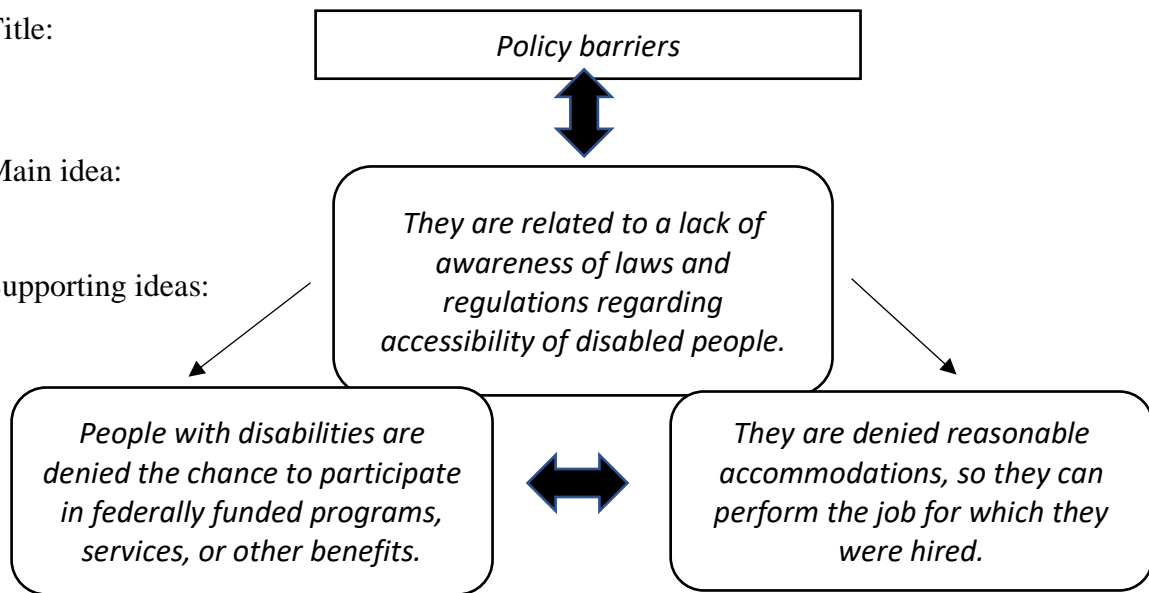 Title:
Policy barriers
Main idea:
They are related to a lack of
awareness of laws and
regulations regarding
accessibility of disabled people.
Supporting ideas:
People with disabilities are
denied the chance to participate
in federally funded programs,
services, or other benefits.
They are denied reasonable
accommodations, so they can
perform the job for which they
were hired.